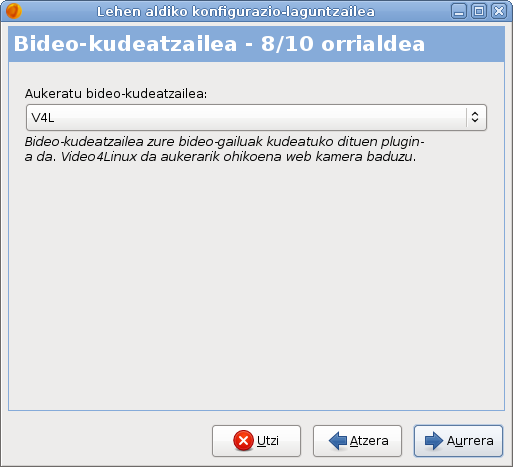 Lehen aldiko konfigurazio-laguntzailea
Bideo-kudeatzailea - 8/10 orrialdea
Aukeratu bideo-kudeatzailea:
V4L
Bideo-kudeatzailea zure bideo-gailuak kudeatuko dituen plugin-
a da. Video4Linux da aukerarik ohikoena web kamera baduzu.
Utzi
Atzera
Aurrera